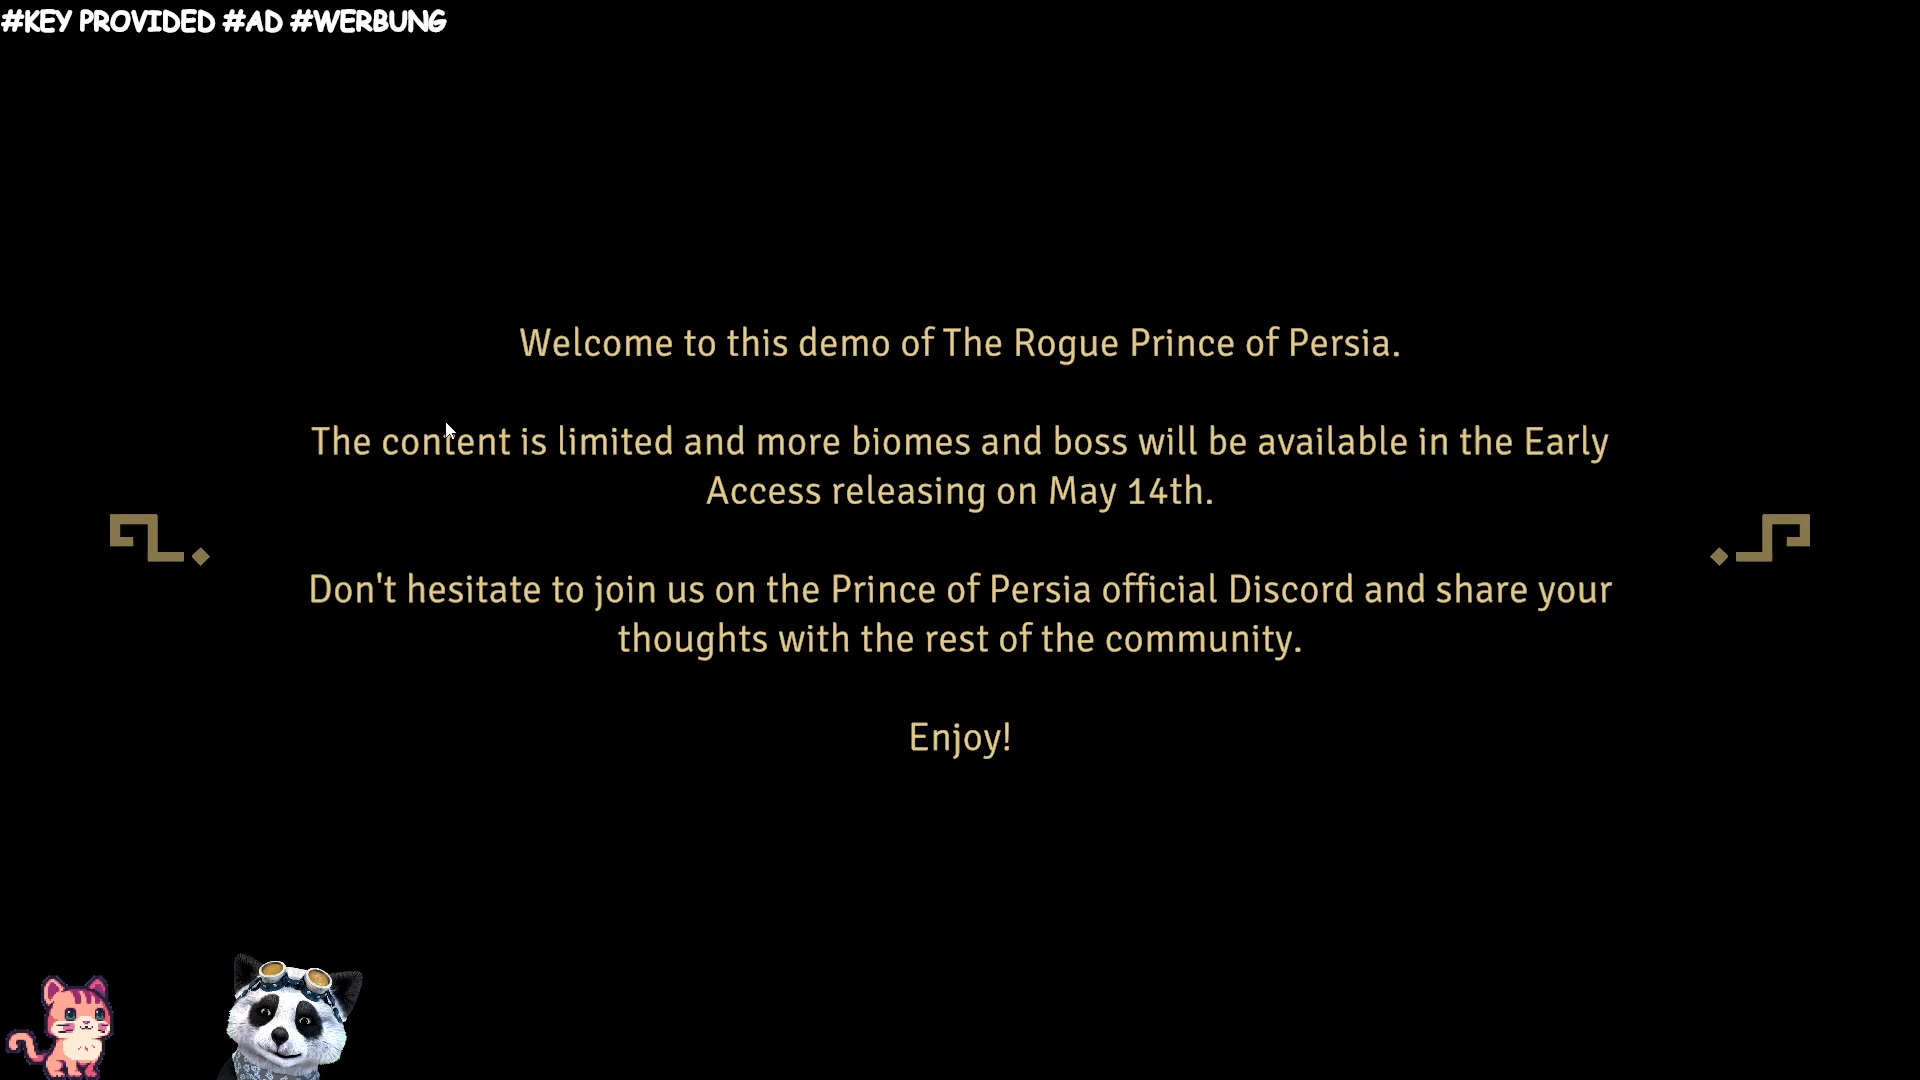 #KEY PROVIDED #AD #WERBUNG
Welcome to this demo of The Rogue Prince of Persia.
The content is limited and more biomes and boss will be available in the Early
Access releasing on May 14th.
Don't hesitate to join us on the Prince of Persia official Discord and share your
thoughts with the rest of the community.
Enjoy!